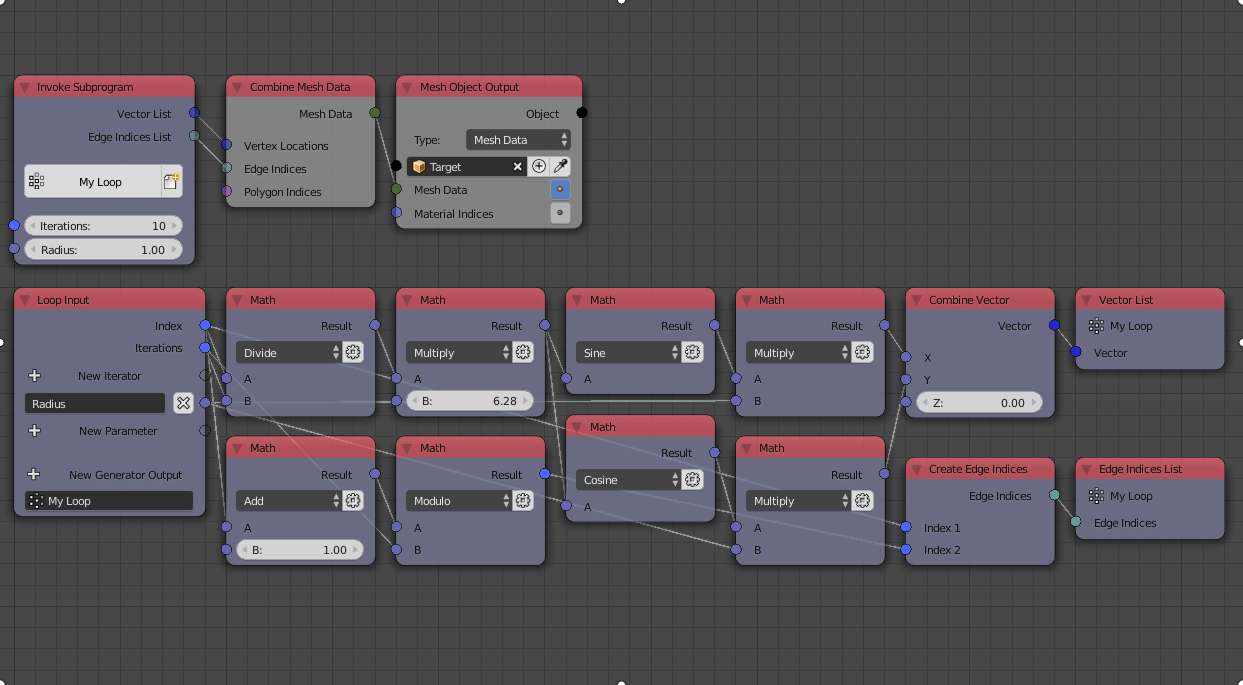 Invoke Subprogram
Vector List
Edge Indices List
My Loop
Iterations: 10
Radius: 1.00
Combine Mesh Data
Mesh Data
Vertex Locations
Edge Indices
Polygon Indices
Mesh Object Output
Object
Type: Mesh Data
Target
Mesh Data
Material Indices
Loop Input
Index
Iterations
New Iterator
Radius
New Parameter
New Generator Output
My Loop
Math
Result
Divide
A
B
Math
Result
Multiply
A
B: 6.28
Math
Result
Sine
A
Math
Result
Multiply
A
B
Combine Vector
Vector
X
Y
Z: 0.00
Vector List
My Loop
Vector
Math
Result
Add
A
B: 1.00
Math
Result
Modulo
A
B
Math
Result
Cosine
A
Math
Result
Multiply
A
B
Create Edge Indices
Edge Indices
Index 1
Index 2
Edge Indices List
My Loop
Edge Indices